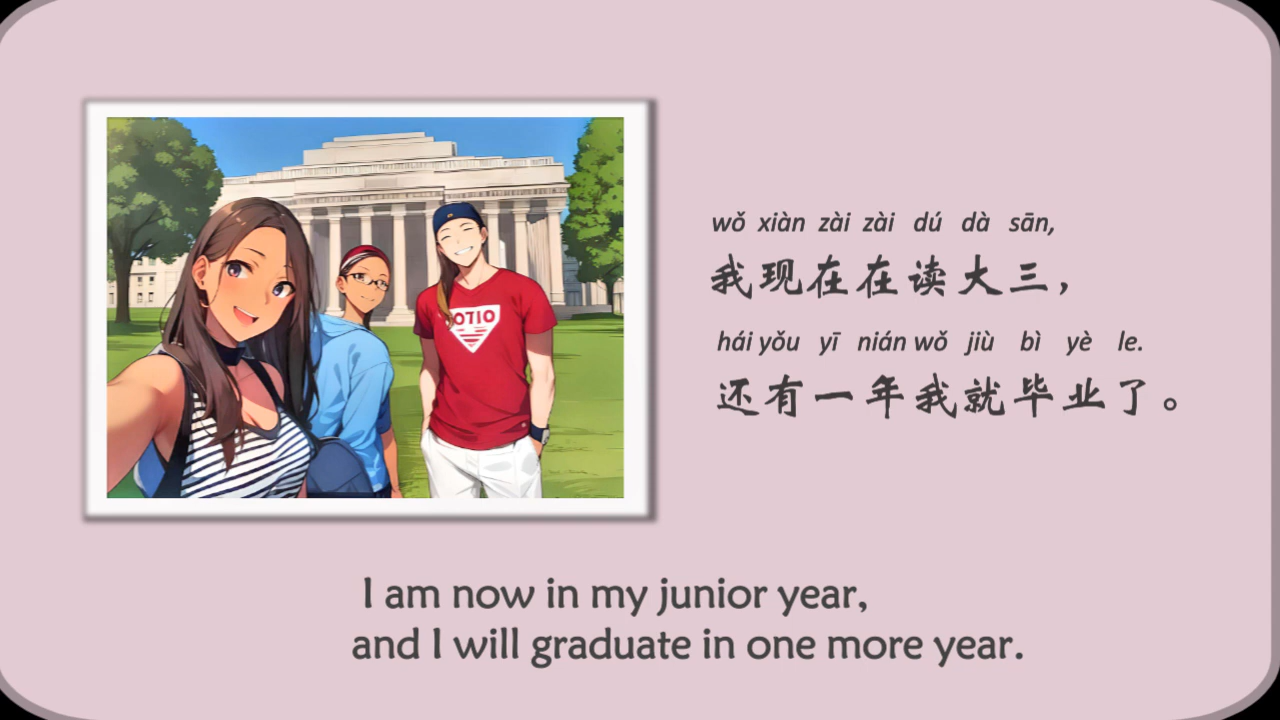 wǒ xiàn zài zài dú dà sān,
我现在在读大三，
hái yǒu yī nián wǒ jiù bì yè le.
还有一年我就毕业了。
I am now in my junior year,
and I will graduate in one more year.